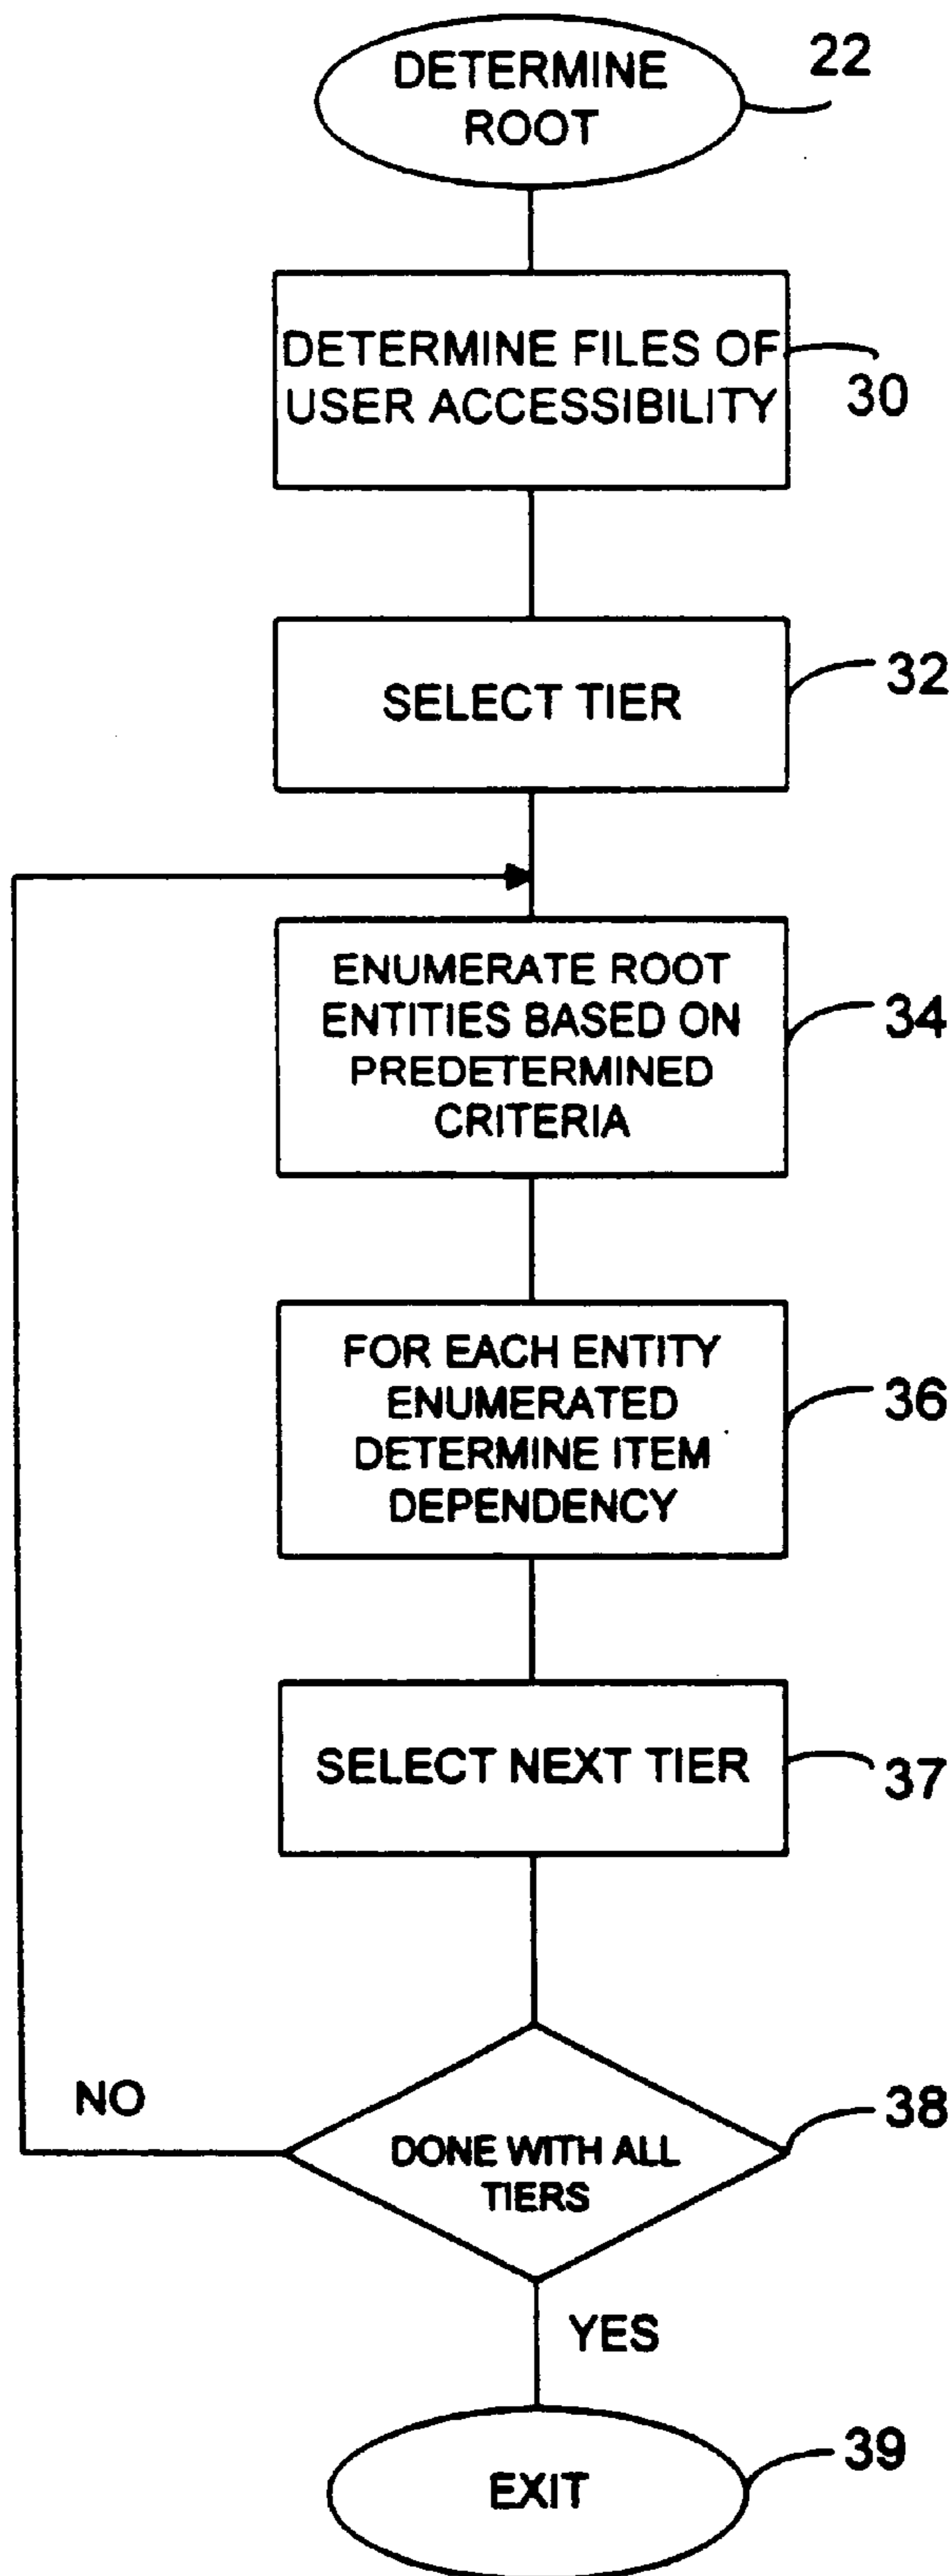 DETERMINE
ROOT
22
DETERMINE FILES OF
USER ACCESSIBILITY
30
SELECT TIER
32
ENUMERATE ROOT
ENTITIES BASED ON
PREDETERMINED
CRITERIA
34
FOR EACH ENTITY
ENUMERATED
DETERMINE ITEM
DEPENDENCY
36
SELECT NEXT TIER
37
NO
DONE WITH ALL
TIERS
38
YES
EXIT
39